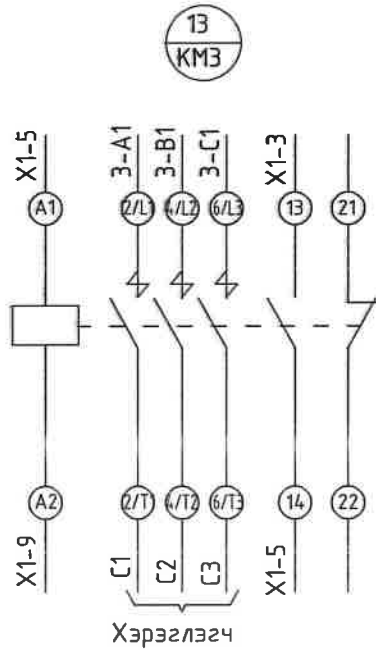 13
КМ3
X1-5
3-A1
3-B1
3-C1
X1-3
A1
2/L1
4/L2
6/L3
13
21
A2
2/T1
4/T2
6/T3
14
22
X1-9
C1
C2
C3
X1-5
Хэрэглэгч